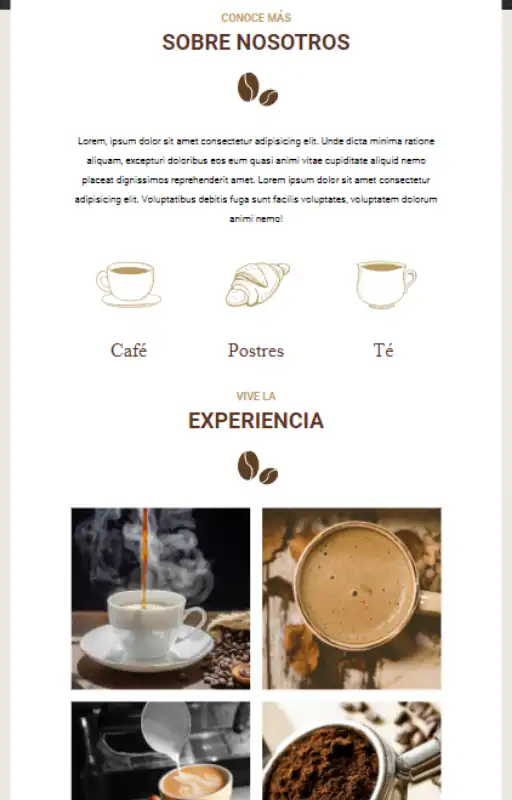 CONOCE MÁS
SOBRE NOSOTROS
Lorem, ipsum dolor sit amet consectetur adipisicing elit. Unde dicta minima ratione
aliquam, excepturi doloribus eos eum quasi animi vitae cupiditate aliquid nemo
placeat dignissimos reprehenderit amet. Lorem ipsum dolor sit amet consectetur
adipisicing elit. Voluptatibus debitis fuga sunt facilis voluptates, voluptatem dolorum
animi nemo!
Café
Postres
Té
VIVE LA
EXPERIENCIA